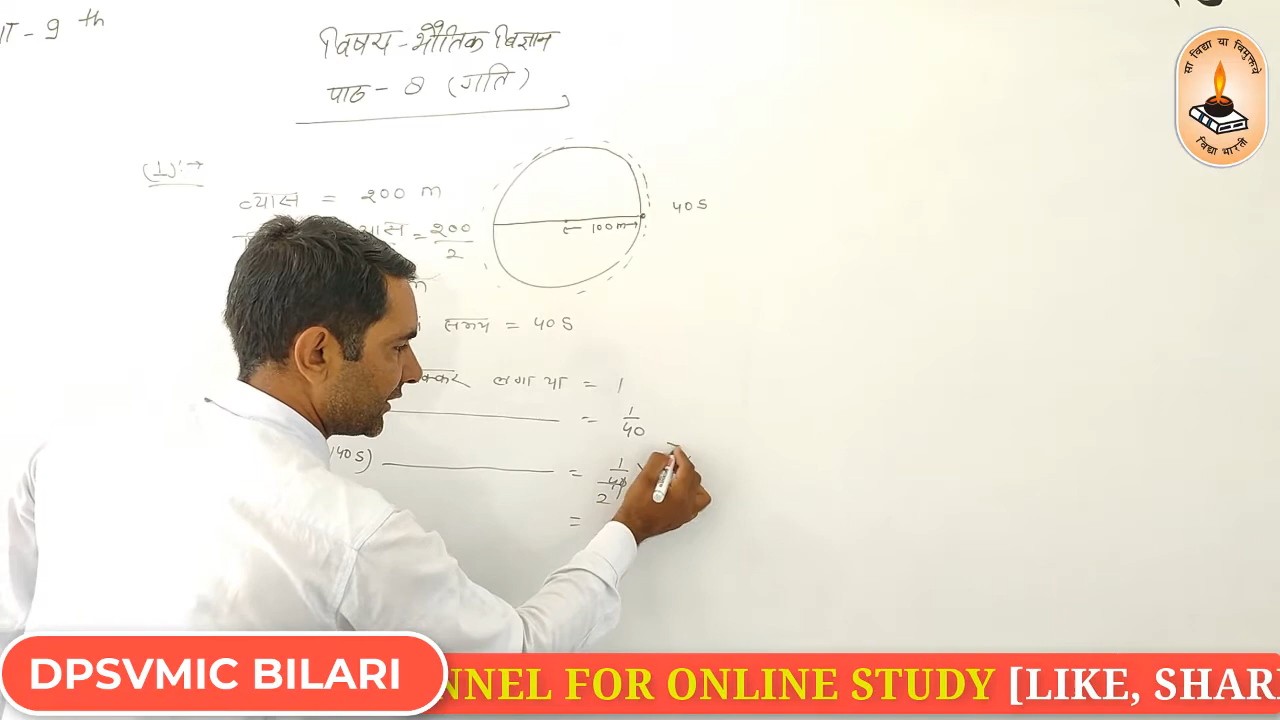 - 9 th
विषय - भौतिक विज्ञान
पाठ - 8 (गति)
(1):→
व्यास = 200 m
= 200/2
100m
40 S
समय = 40 S
चक्कर लगाया = 1
= 1/40
140 S) = 1/40
2
=
सा विद्या या विमुक्तये
विद्या भारती
DPSVMIC BILARI
NNEL FOR ONLINE STUDY [LIKE, SHAR